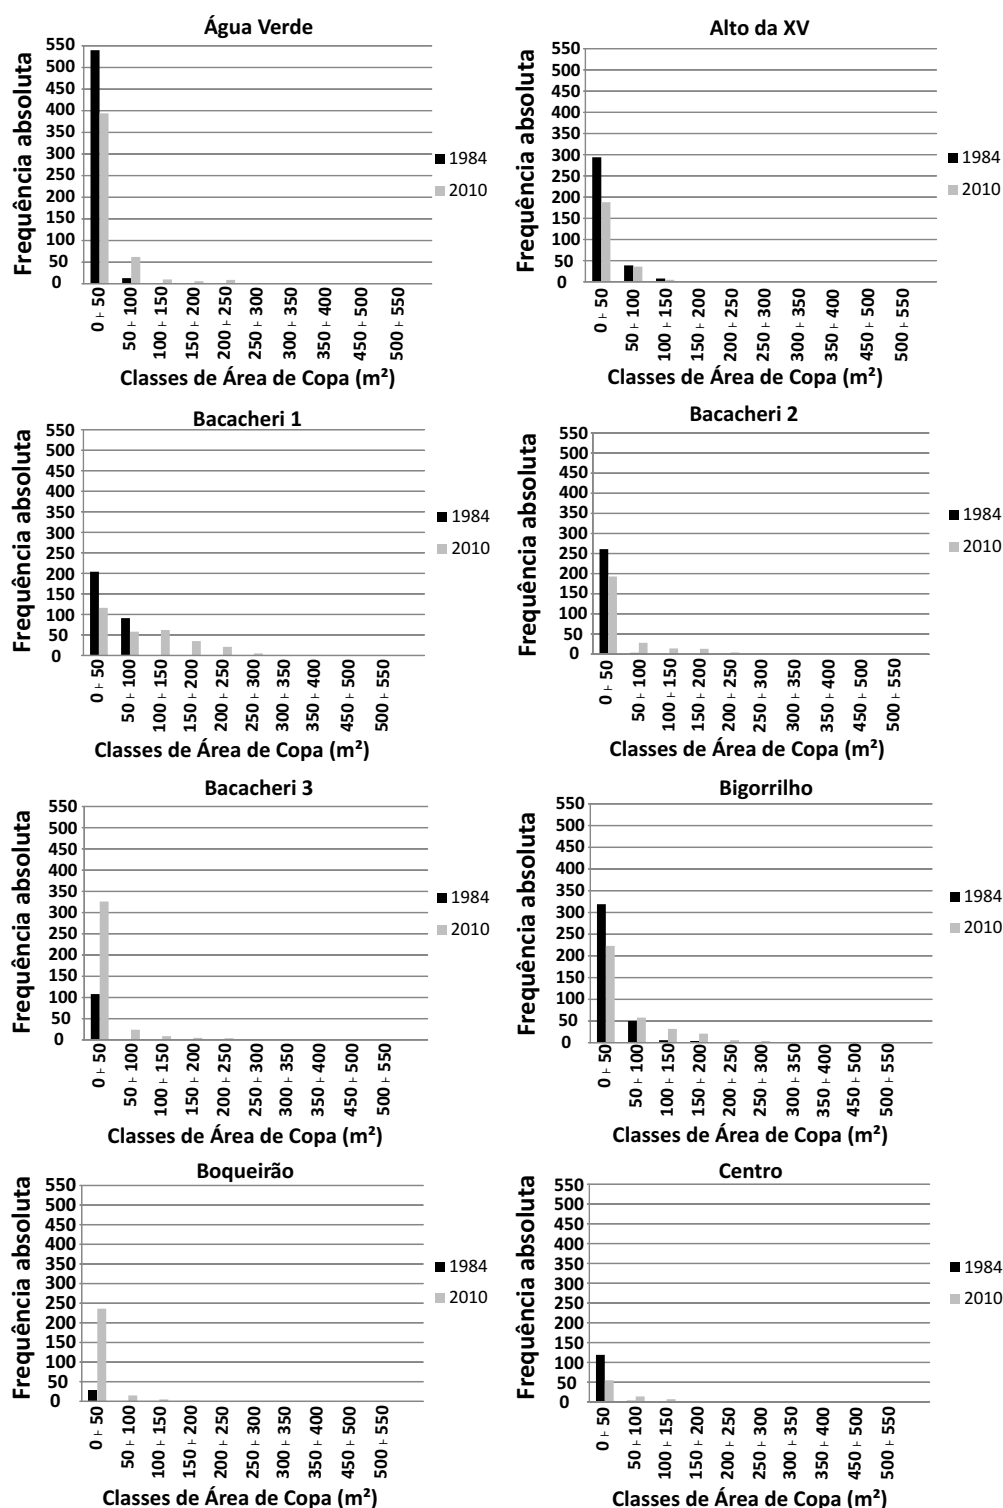 Água Verde
Frequência absoluta
550
500
450
400
350
300
250
200
150
100
50
0
0 ⊢ 50
50 ⊢ 100
100 ⊢ 150
150 ⊢ 200
200 ⊢ 250
250 ⊢ 300
300 ⊢ 350
350 ⊢ 400
450 ⊢ 500
500 ⊢ 550
Classes de Área de Copa (m²)
1984
2010
Alto da XV
Frequência absoluta
550
500
450
400
350
300
250
200
150
100
50
0
0 ⊢ 50
50 ⊢ 100
100 ⊢ 150
150 ⊢ 200
200 ⊢ 250
250 ⊢ 300
300 ⊢ 350
350 ⊢ 400
450 ⊢ 500
500 ⊢ 550
Classes de Área de Copa (m²)
1984
2010
Bacacheri 1
Frequência absoluta
550
500
450
400
350
300
250
200
150
100
50
0
0 ⊢ 50
50 ⊢ 100
100 ⊢ 150
150 ⊢ 200
200 ⊢ 250
250 ⊢ 300
300 ⊢ 350
350 ⊢ 400
450 ⊢ 500
500 ⊢ 550
Classes de Área de Copa (m²)
1984
2010
Bacacheri 2
Frequência absoluta
550
500
450
400
350
300
250
200
150
100
50
0
0 ⊢ 50
50 ⊢ 100
100 ⊢ 150
150 ⊢ 200
200 ⊢ 250
250 ⊢ 300
300 ⊢ 350
350 ⊢ 400
450 ⊢ 500
500 ⊢ 550
Classes de Área de Copa (m²)
1984
2010
Bacacheri 3
Frequência absoluta
550
500
450
400
350
300
250
200
150
100
50
0
0 ⊢ 50
50 ⊢ 100
100 ⊢ 150
150 ⊢ 200
200 ⊢ 250
250 ⊢ 300
300 ⊢ 350
350 ⊢ 400
450 ⊢ 500
500 ⊢ 550
Classes de Área de Copa (m²)
1984
2010
Bigorrilho
Frequência absoluta
550
500
450
400
350
300
250
200
150
100
50
0
0 ⊢ 50
50 ⊢ 100
100 ⊢ 150
150 ⊢ 200
200 ⊢ 250
250 ⊢ 300
300 ⊢ 350
350 ⊢ 400
450 ⊢ 500
500 ⊢ 550
Classes de Área de Copa (m²)
1984
2010
Boqueirão
Frequência absoluta
550
500
450
400
350
300
250
200
150
100
50
0
0 ⊢ 50
50 ⊢ 100
100 ⊢ 150
150 ⊢ 200
200 ⊢ 250
250 ⊢ 300
300 ⊢ 350
350 ⊢ 400
450 ⊢ 500
500 ⊢ 550
Classes de Área de Copa (m²)
1984
2010
Centro
Frequência absoluta
550
500
450
400
350
300
250
200
150
100
50
0
0 ⊢ 50
50 ⊢ 100
100 ⊢ 150
150 ⊢ 200
200 ⊢ 250
250 ⊢ 300
300 ⊢ 350
350 ⊢ 400
450 ⊢ 500
500 ⊢ 550
Classes de Área de Copa (m²)
1984
2010